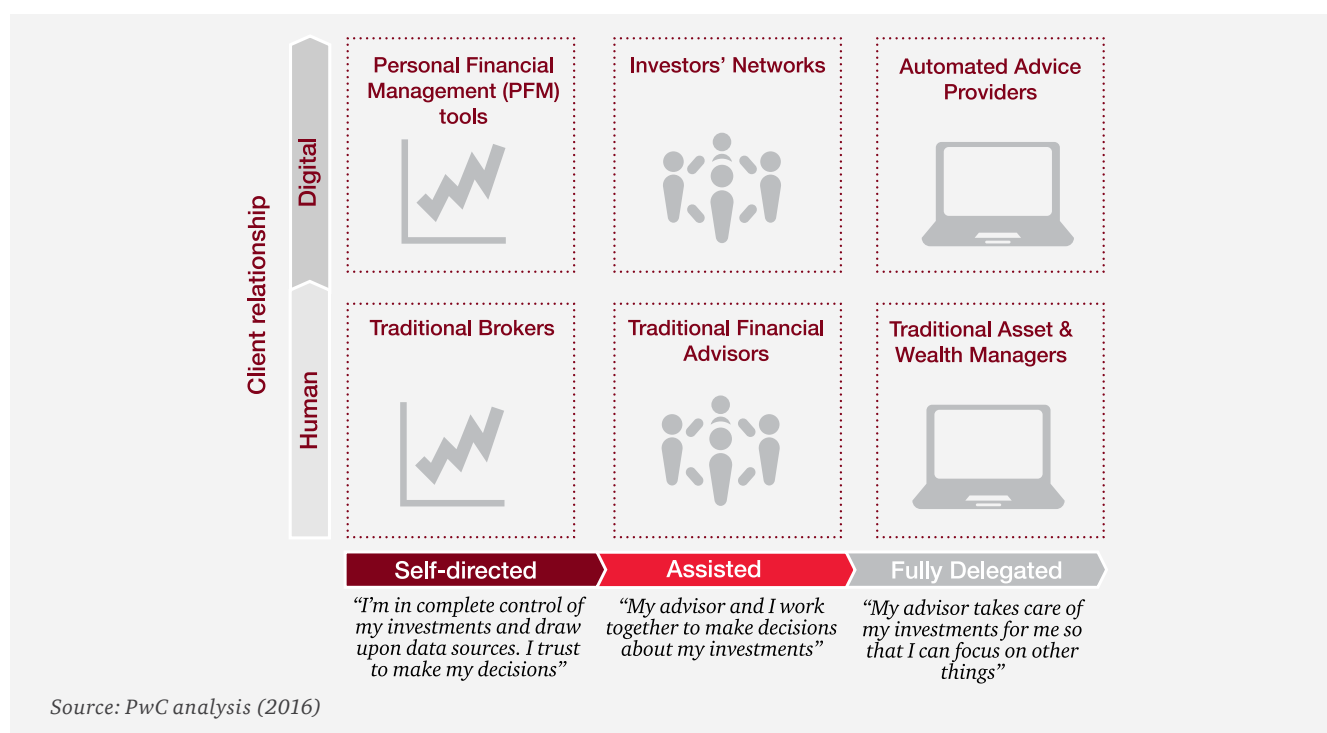 Client relationship
Digital
Human
Personal Financial
Management (PFM)
tools
Investors’ Networks
Automated Advice
Providers
Traditional Brokers
Traditional Financial
Advisors
Traditional Asset &
Wealth Managers
Self-directed
Assisted
Fully Delegated
“I’m in complete control of
my investments and draw
upon data sources. I trust
to make my decisions”
“My advisor and I work
together to make decisions
about my investments”
“My advisor takes care of
my investments for me so
that I can focus on other
things”
Source: PwC analysis (2016)